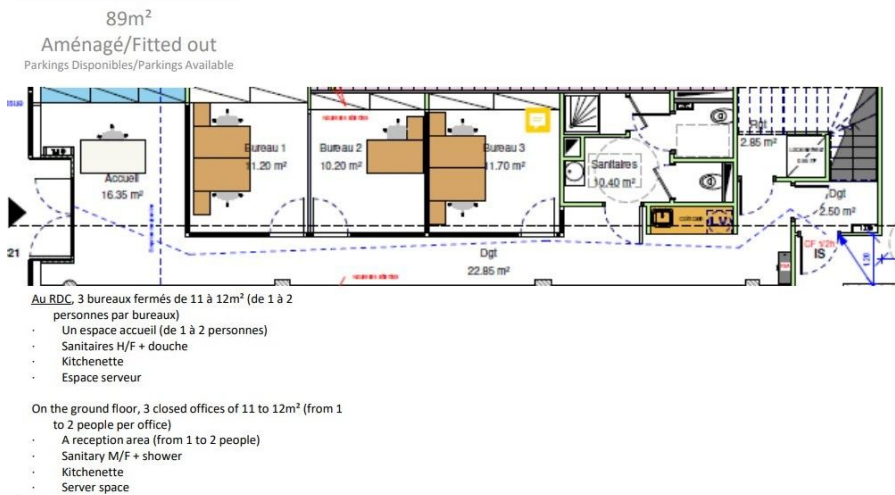 89m²
Aménagé/Fitted out
Parkings Disponibles/Parkings Available
Accueil
16.35 m²
Bureau 1
11.20 m²
Bureau 2
10.20 m²
Bureau 3
11.70 m²
Sanitaires
10.40 m²
Rgt
2.85 m²
Dgt
2.50 m²
Dgt
22.85 m²
CF 1/2h
IS
21
Au RDC, 3 bureaux fermés de 11 à 12m² (de 1 à 2
personnes par bureaux)
· Un espace accueil (de 1 à 2 personnes)
· Sanitaires H/F + douche
· Kitchenette
· Espace serveur
On the ground floor, 3 closed offices of 11 to 12m² (from 1
to 2 people per office)
· A reception area (from 1 to 2 people)
· Sanitary M/F + shower
· Kitchenette
· Server space